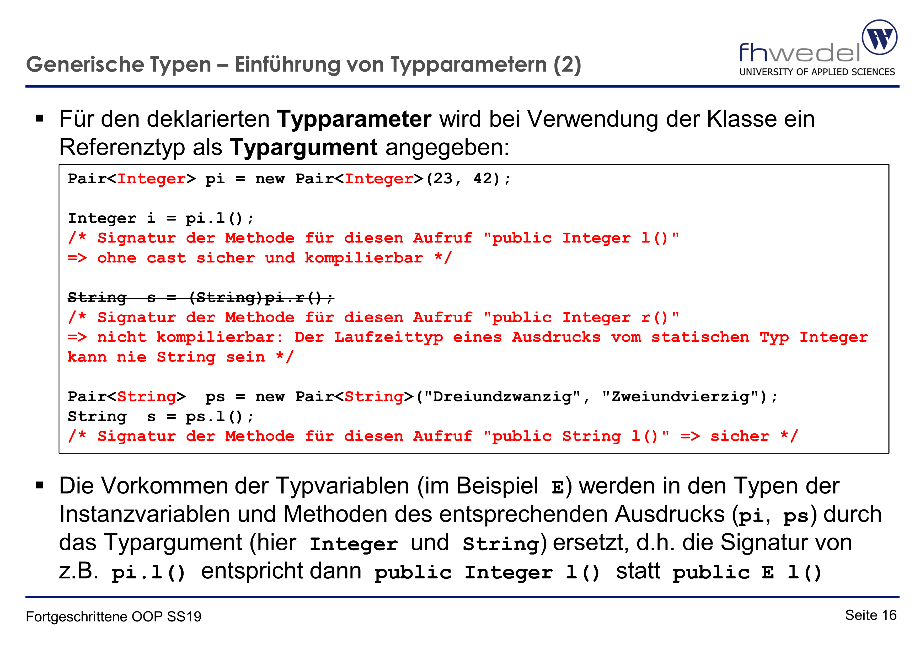 Generische Typen – Einführung von Typparametern (2)
fhwedel
UNIVERSITY OF APPLIED SCIENCES
▪ Für den deklarierten Typparameter wird bei Verwendung der Klasse ein
Referenztyp als Typargument angegeben:
Pair<Integer> pi = new Pair<Integer>(23, 42);
Integer i = pi.l();
/* Signatur der Methode für diesen Aufruf "public Integer l()"
=> ohne cast sicher und kompilierbar */
String  s = (String)pi.r();
/* Signatur der Methode für diesen Aufruf "public Integer r()"
=> nicht kompilierbar: Der Laufzeittyp eines Ausdrucks vom statischen Typ Integer
kann nie String sein */
Pair<String>  ps = new Pair<String>("Dreiundzwanzig", "Zweiundvierzig");
String  s = ps.l();
/* Signatur der Methode für diesen Aufruf "public String l()" => sicher */
▪ Die Vorkommen der Typvariablen (im Beispiel E) werden in den Typen der
Instanzvariablen und Methoden des entsprechenden Ausdrucks (pi, ps) durch
das Typargument (hier Integer und String) ersetzt, d.h. die Signatur von
z.B. pi.l() entspricht dann public Integer l() statt public E l()
Fortgeschrittene OOP SS19
Seite 16